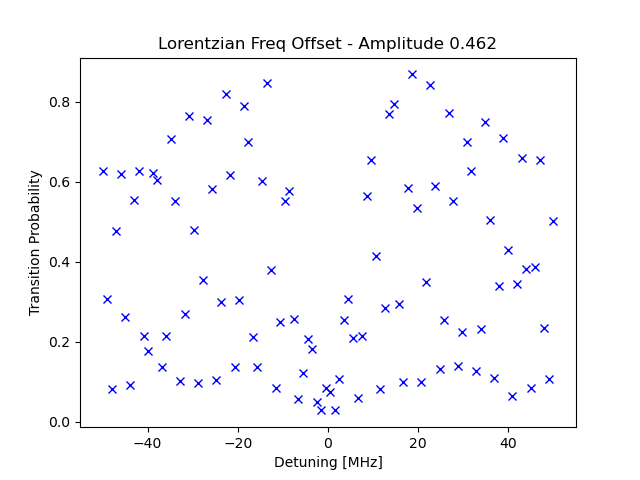 Lorentzian Freq Offset - Amplitude 0.462
0.8
0.6
0.4
0.2
0.0
Transition Probability
−40 −20 0 20 40
Detuning [MHz]